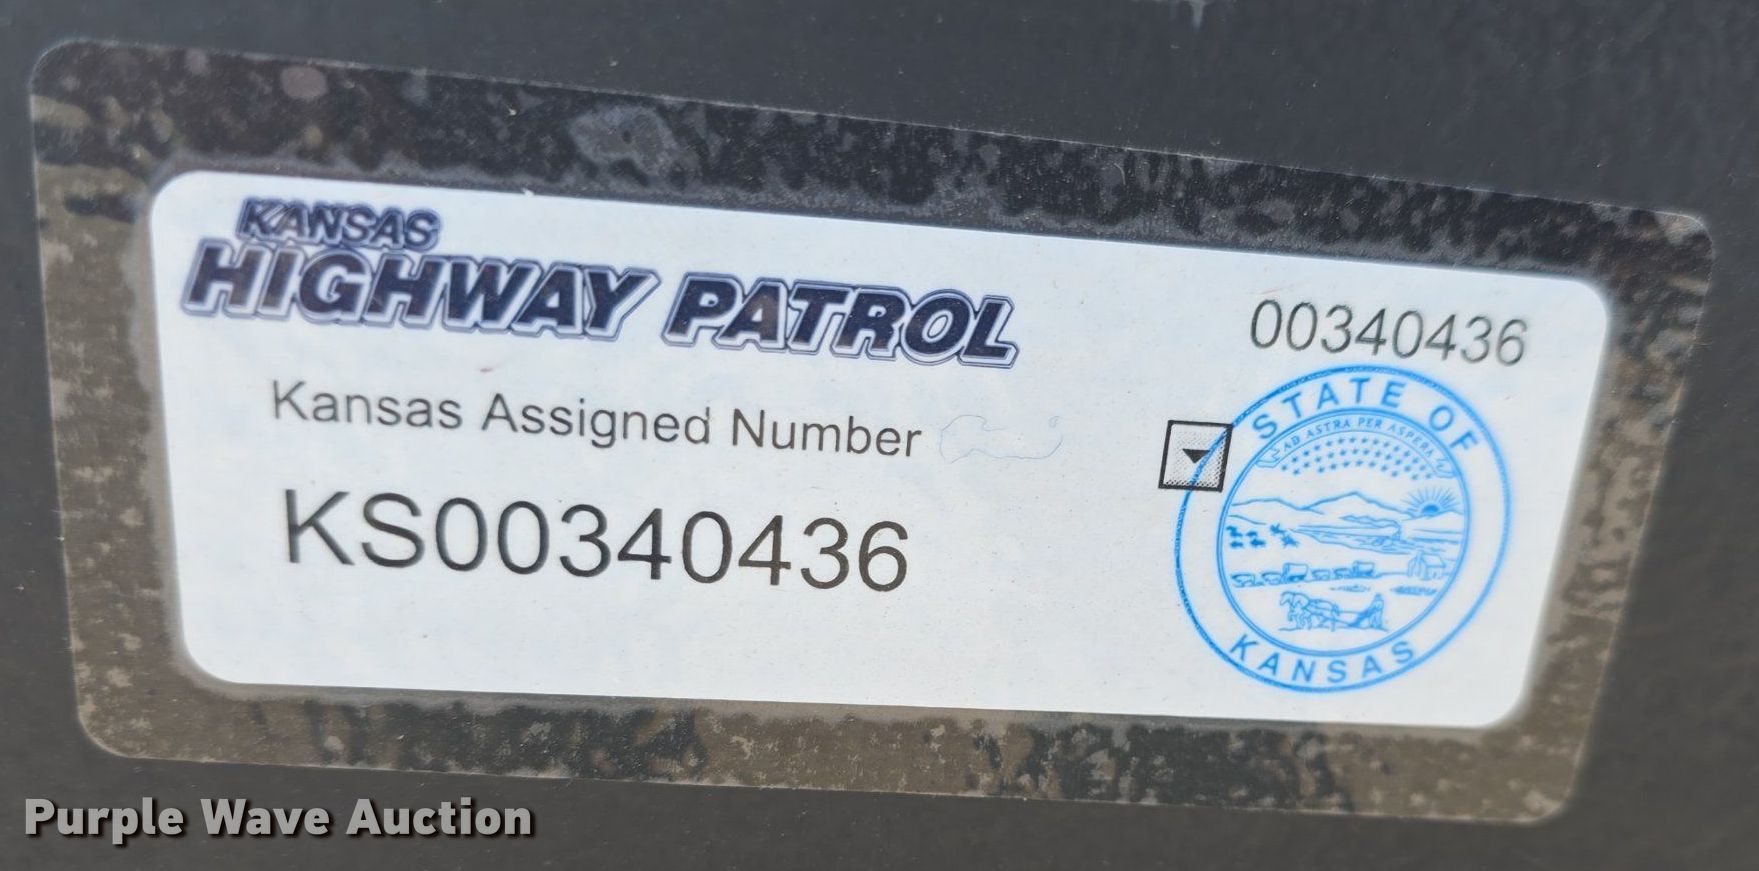 KANSAS
HIGHWAY PATROL
00340436
Kansas Assigned Number
KS00340436
STATE OF
AD ASTRA PER ASPERA
KANSAS
Purple Wave Auction